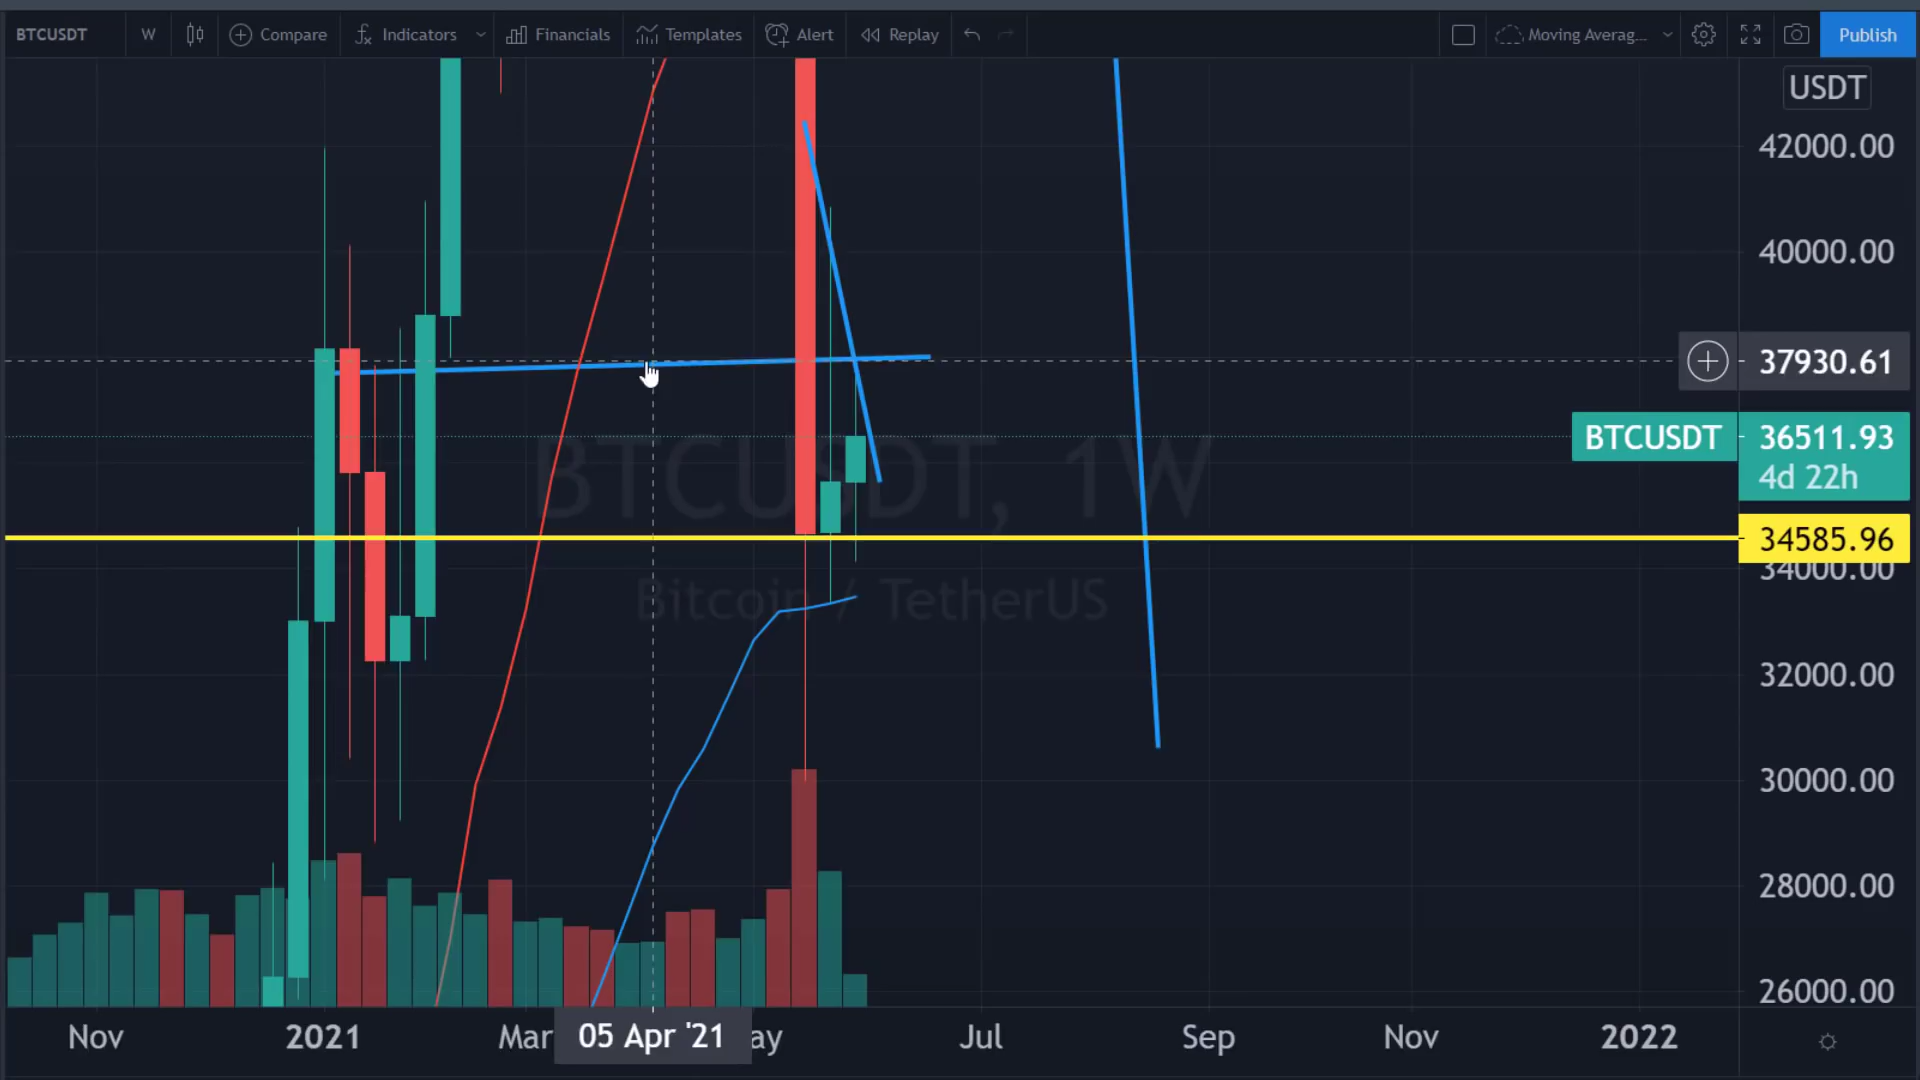 BTCUSDT W Compare Indicators Financials Templates Alert Replay Moving Averag... Publish
USDT
42000.00
40000.00
37930.61
BTCUSDT 36511.93
4d 22h
BTCUSDT, 1W
34585.96
34000.00
Bitcoin / TetherUS
32000.00
30000.00
28000.00
26000.00
Nov 2021 Mar 05 Apr '21 ay Jul Sep Nov 2022